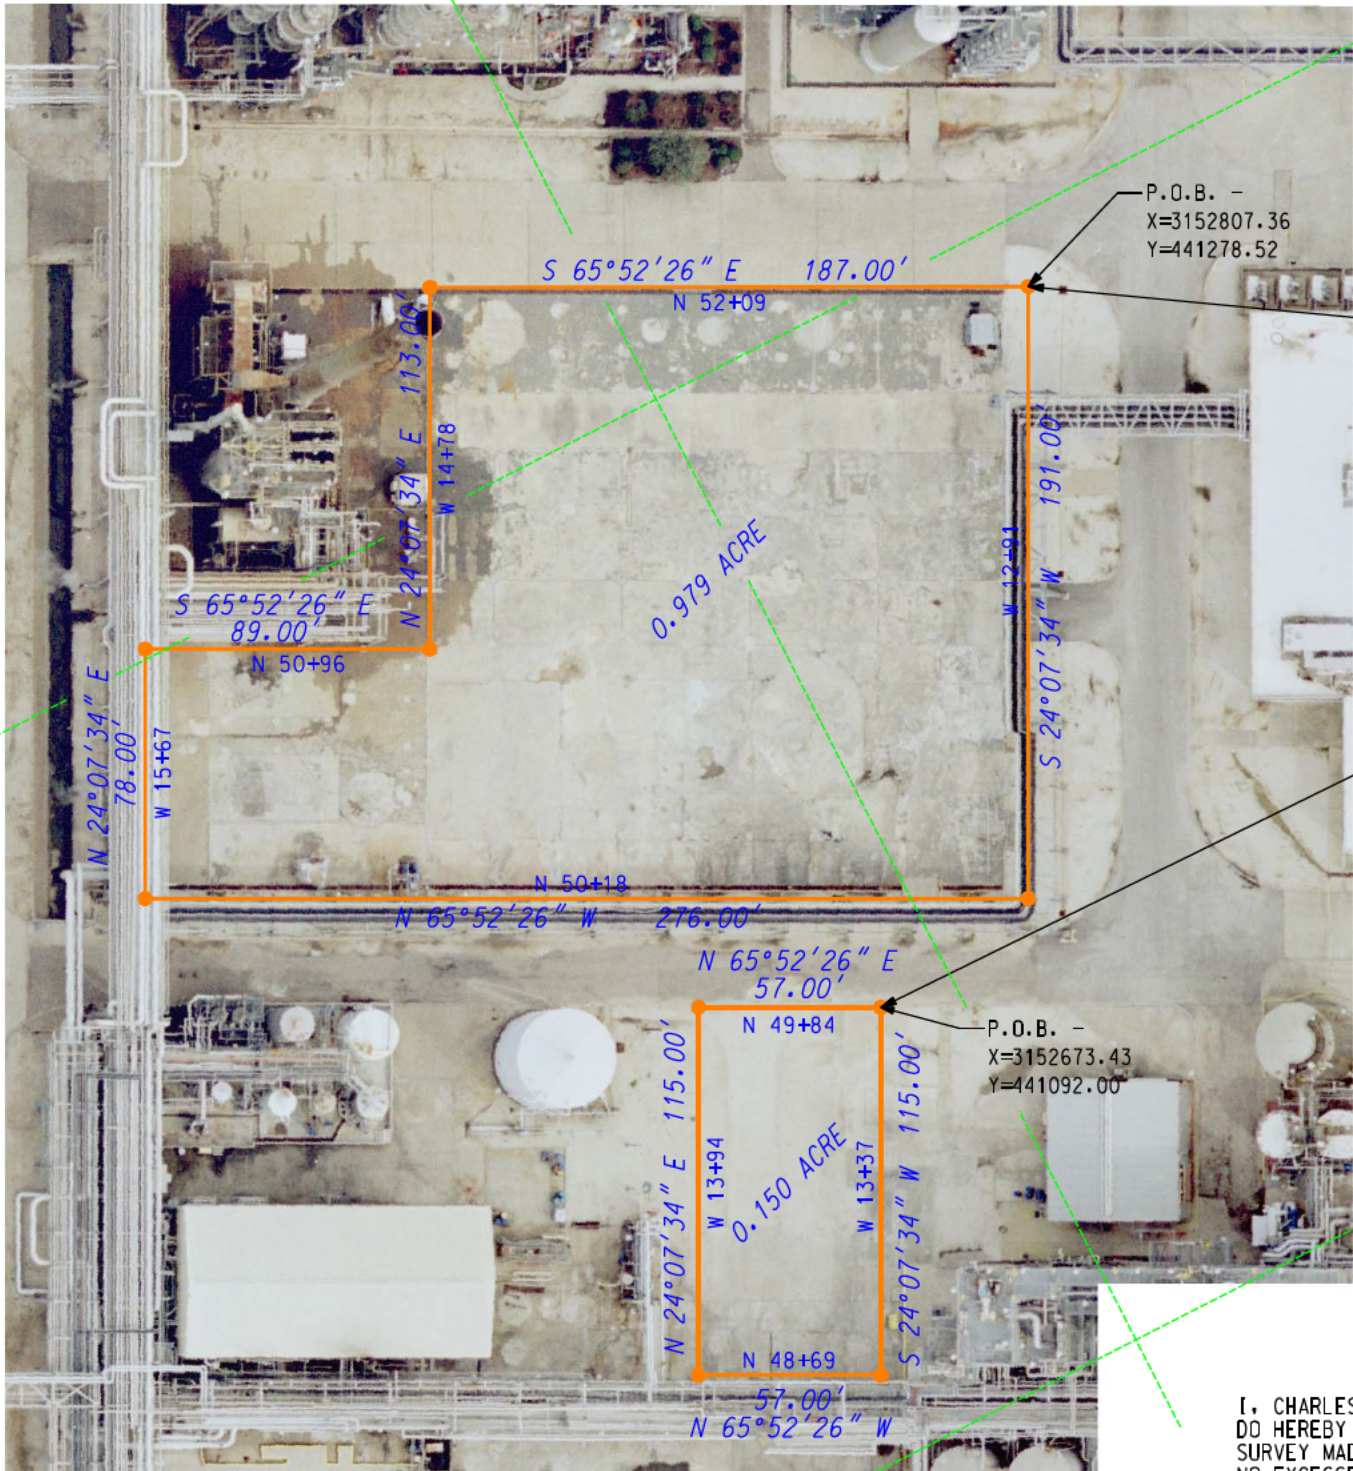 P.O.B. -
X=3152807.36
Y=441278.52
S 65°52'26" E 187.00'
N 52+09
N 24°07'34" E 113.00'
W 14+78
S 24°07'34" W 191.00'
W 12+91
0.979 ACRE
S 65°52'26" E
89.00'
N 50+96
N 24°07'34" E
78.00'
W 15+67
N 50+18
N 65°52'26" W 276.00'
N 65°52'26" E
57.00'
N 49+84
P.O.B. -
X=3152673.43
Y=441092.00
N 24°07'34" E 115.00'
W 13+94
0.150 ACRE
W 13+37
S 24°07'34" W 115.00'
N 48+69
57.00'
N 65°52'26" W
I, CHARLES
DO HEREBY
SURVEY MAD